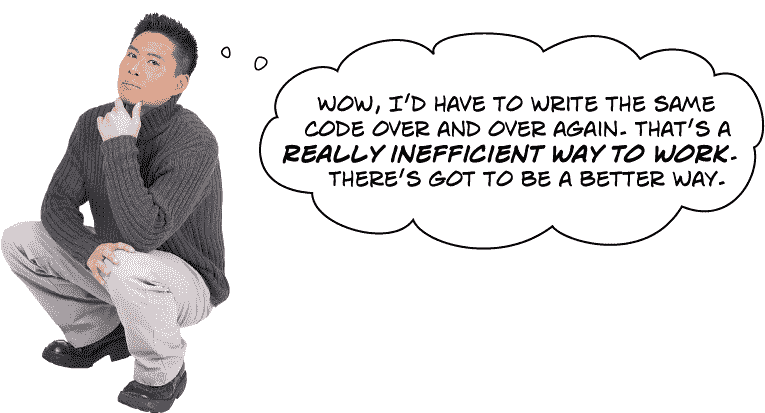 WOW, I'D HAVE TO WRITE THE SAME
CODE OVER AND OVER AGAIN. THAT'S A
REALLY INEFFICIENT WAY TO WORK.
THERE'S GOT TO BE A BETTER WAY.